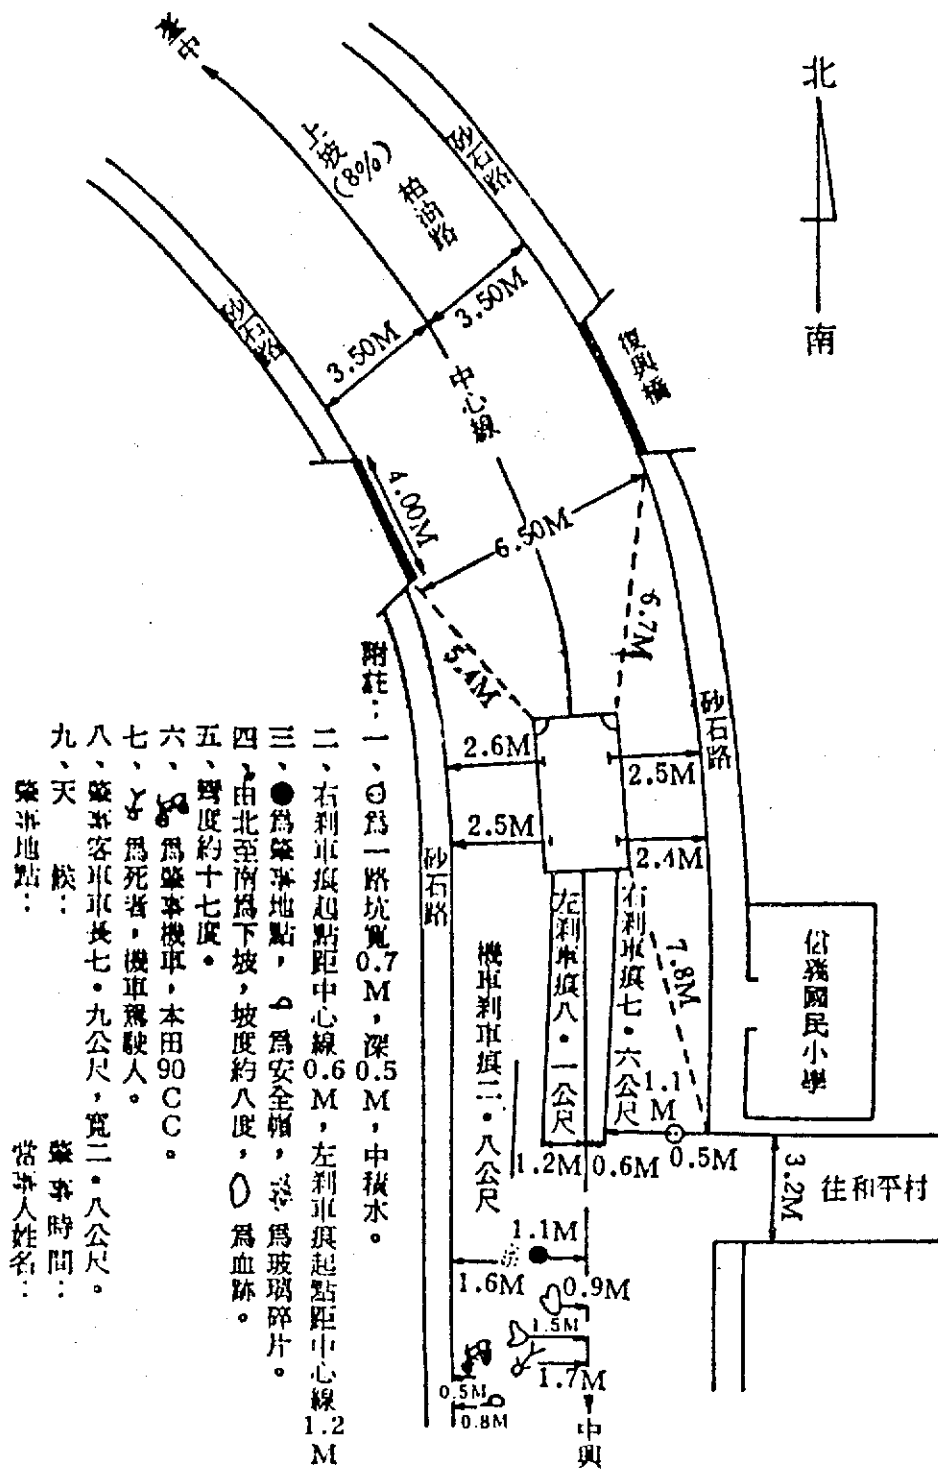 北
南
臺中
上坡
(8%)
柏油路
砂石路
砂石路
3.50M
3.50M
中心線
復興橋
4.00M
6.50M
6.7M
5.4M
砂石路
2.6M
2.5M
2.5M
2.4M
砂石路
左剎車痕八・一公尺
右剎車痕七・六公尺
機車剎車痕二・八公尺
7.8M
國民小學
1.1M
1.2M
0.6M
0.5M
3.2M
往和平村
1.1M
1.6M
0.9M
1.5M
1.7M
0.5M
0.8M
中興
附註：一、為一路坑寬0.7M，深0.5M，中積水。
二、右剎車痕起點距中心線0.6M，左剎車痕起點距中心線1.2M
三、●為肇事地點，為安全帽，為玻璃碎片。
四、由北至南為下坡，坡度約八度，為血跡。
五、彎度約十七度。
六、為肇事機車，本田90CC。
七、為死者，機車駕駛人。
八、肇事客車車長七・九公尺，寬二・八公尺。
九、天候：
肇事時間：
肇事地點：
當事人姓名：